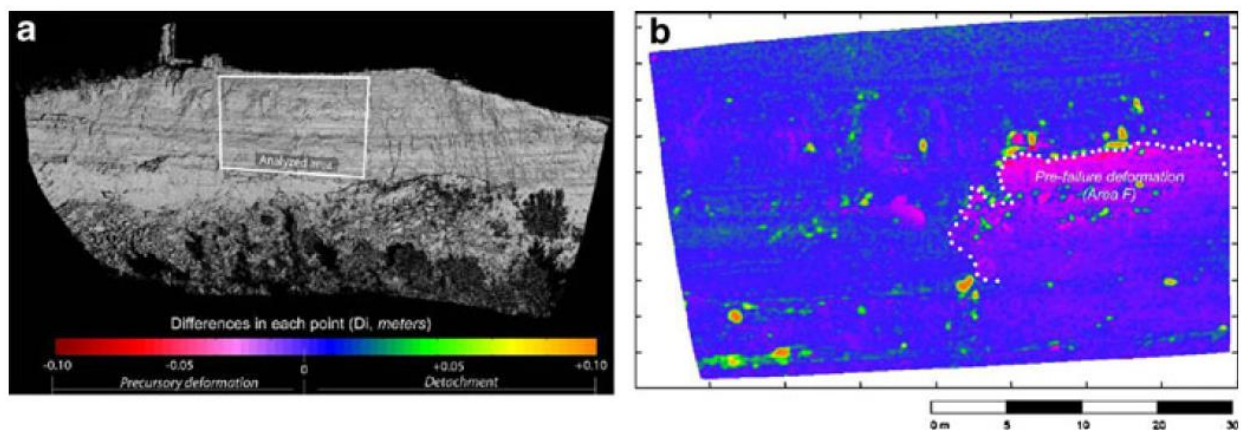 a
Analyzed area
Differences in each point (Di, meters)
-0.10 -0.05 0 +0.05 +0.10
Precursory deformation Detachment
b
Pre-failure deformation
(Area F)
0 m 5 10 20 30